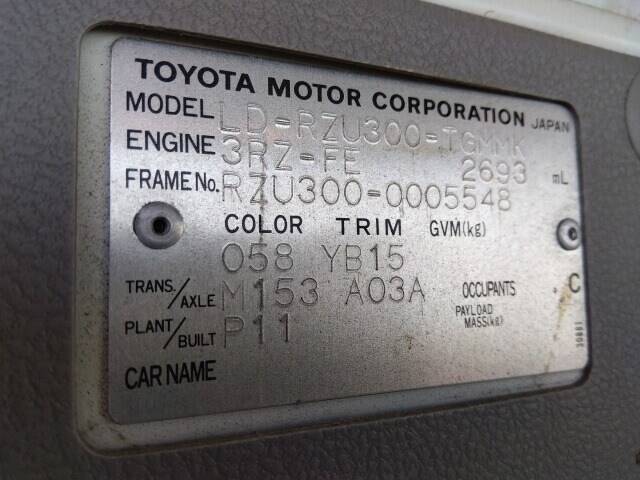 TOYOTA MOTOR CORPORATION JAPAN
MODEL LD-RZU300-TGMMK
ENGINE 3RZ-FE 2693 mL
FRAME No. RZU300-0005548
COLOR TRIM GVM(kg)
058 YB15
TRANS./AXLE M153 A03A OCCUPANTS C
PLANT/BUILT P11 PAYLOAD MASS(kg)
CAR NAME